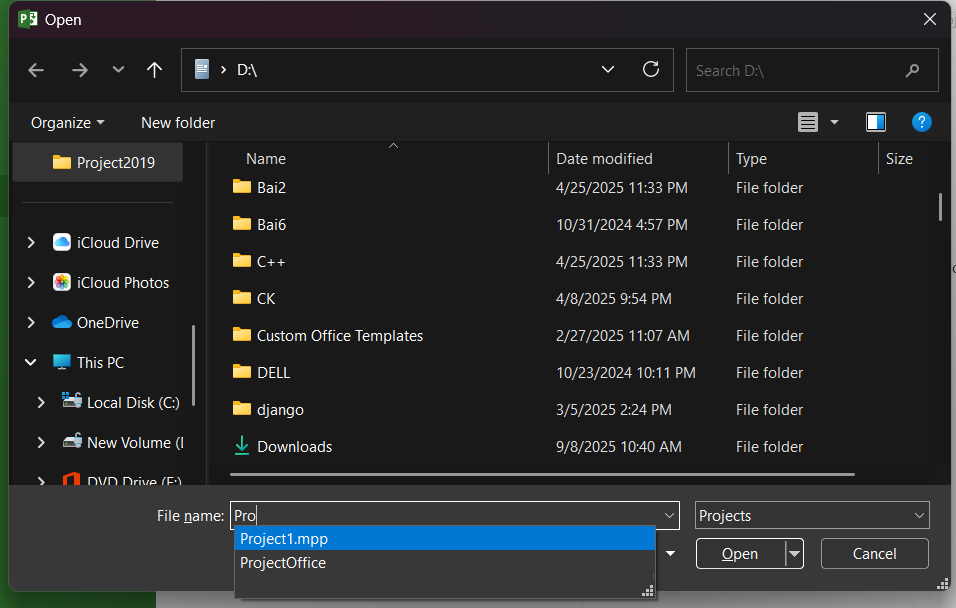 Open
D:\
Search D:\
Organize
New folder
?
Project2019
iCloud Drive
iCloud Photos
OneDrive
This PC
Local Disk (C:)
New Volume (
DVD Drive (F:)
Name Date modified Type Size
Bai2 4/25/2025 11:33 PM File folder
Bai6 10/31/2024 4:57 PM File folder
C++ 4/25/2025 11:33 PM File folder
CK 4/8/2025 9:54 PM File folder
Custom Office Templates 2/27/2025 11:07 AM File folder
DELL 10/23/2024 10:11 PM File folder
django 3/5/2025 2:24 PM File folder
Downloads 9/8/2025 10:40 AM File folder
File name: Pro
Projects
Project1.mpp
ProjectOffice
Open
Cancel